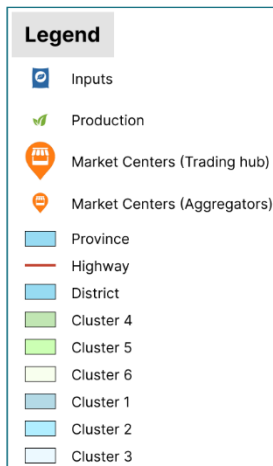 Legend
Inputs
Production
Market Centers (Trading hub)
Market Centers (Aggregators)
Province
Highway
District
Cluster 4
Cluster 5
Cluster 6
Cluster 1
Cluster 2
Cluster 3